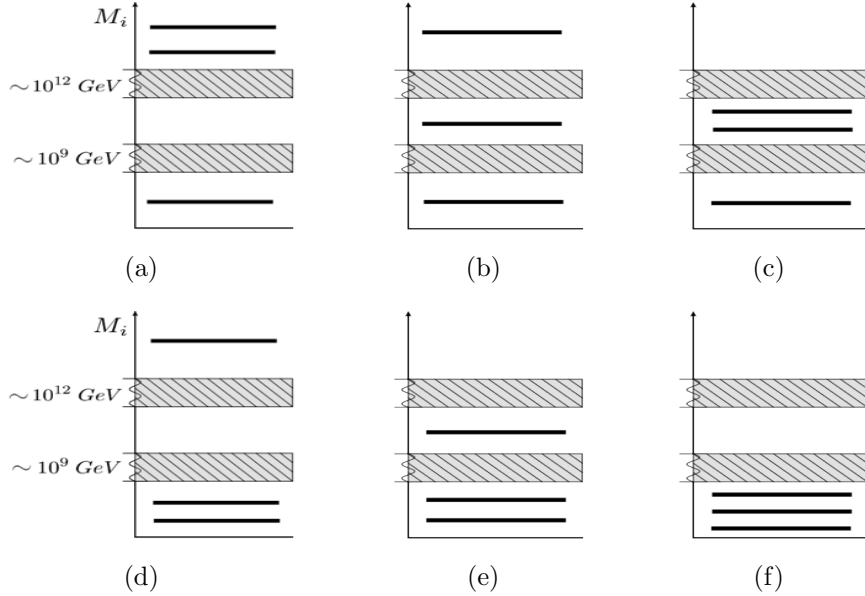 M_i
∼ 10^12 GeV
∼ 10^9 GeV
(a) (b) (c)
M_i
∼ 10^12 GeV
∼ 10^9 GeV
(d) (e) (f)